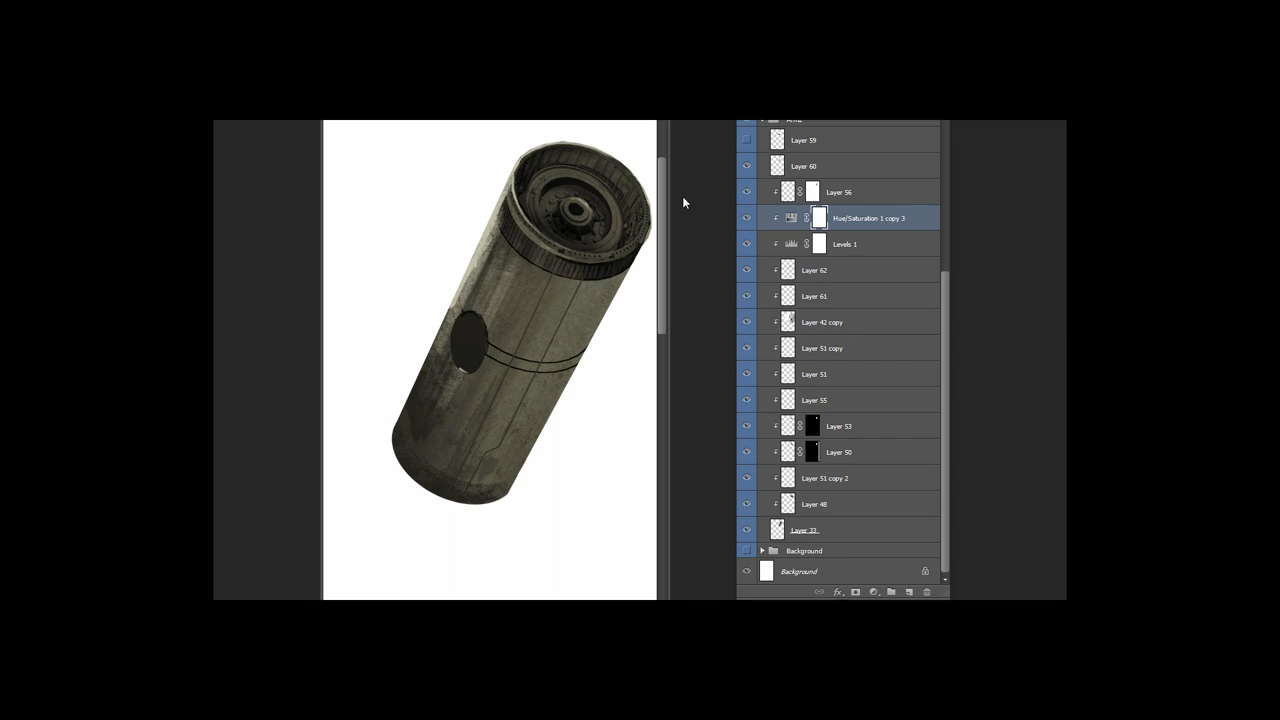 Layer 59
Layer 60
Layer 56
Hue/Saturation 1 copy 3
Levels 1
Layer 62
Layer 61
Layer 42 copy
Layer 51 copy
Layer 51
Layer 55
Layer 53
Layer 50
Layer 51 copy 2
Layer 48
Layer 33
Background
Background
fx